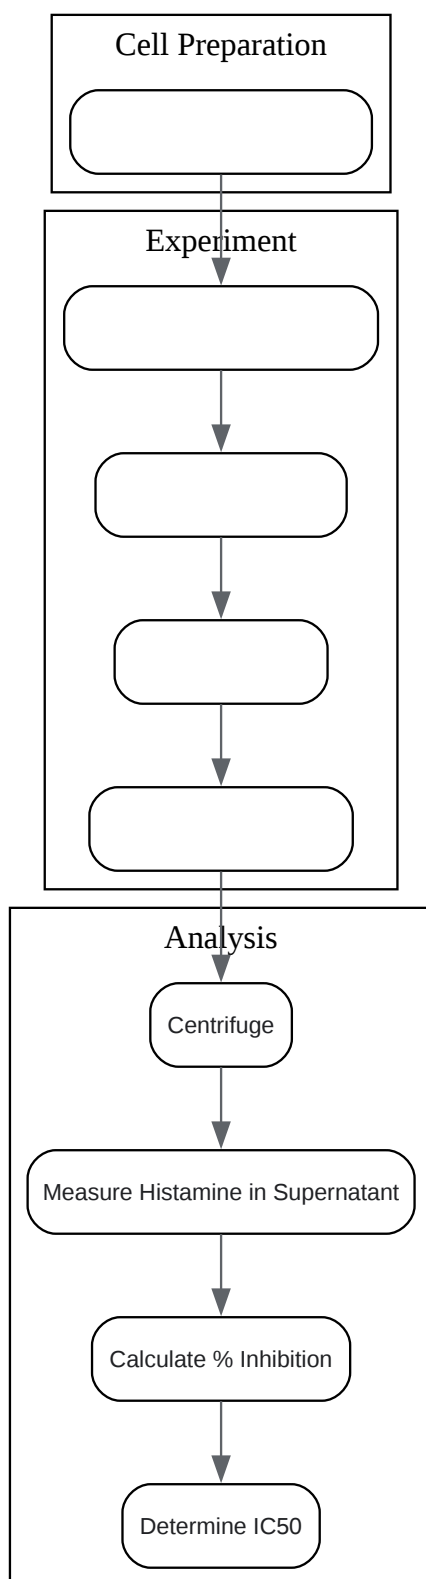 Cell Preparation
Experiment
Analysis
Centrifuge
Measure Histamine in Supernatant
Calculate % Inhibition
Determine IC50